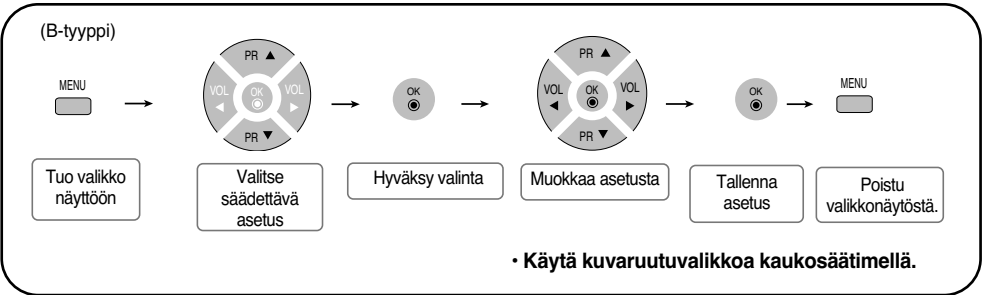 (B-tyyppi)
MENU
PR ▲
VOL ◄ OK ◉ VOL ►
PR ▼
OK ◉
PR ▲
VOL ◄ OK ◉ VOL ►
PR ▼
OK ◉
MENU
Tuo valikko
näyttöön
Valitse
säädettävä
asetus
Hyväksy valinta
Muokkaa asetusta
Tallenna
asetus
Poistu
valikkonäytöstä.
• Käytä kuvaruutuvalikkoa kaukosäätimellä.